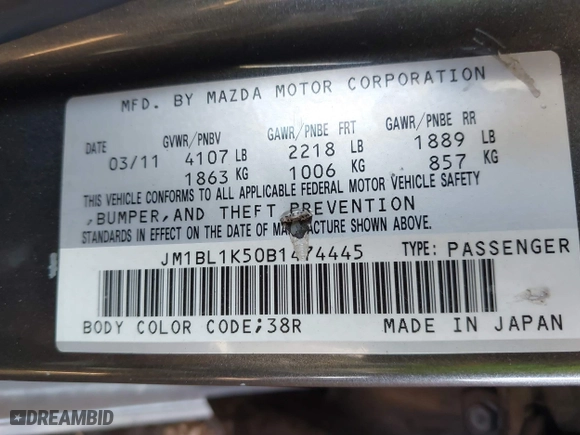 MFD. BY MAZDA MOTOR CORPORATION
DATE GVWR/PNBV GAWR/PNBE FRT GAWR/PNBE RR
03/11 4107 LB 2218 LB 1889 LB
1863 KG 1006 KG 857 KG
THIS VEHICLE CONFORMS TO ALL APPLICABLE FEDERAL MOTOR VEHICLE SAFETY
,BUMPER,AND THEFT PREVENTION
STANDARDS IN EFFECT ON THE DATE OF MANUFACTURE SHOWN ABOVE.
TYPE: PASSENGER
BODY COLOR CODE;38R MADE IN JAPAN
DREAMBID